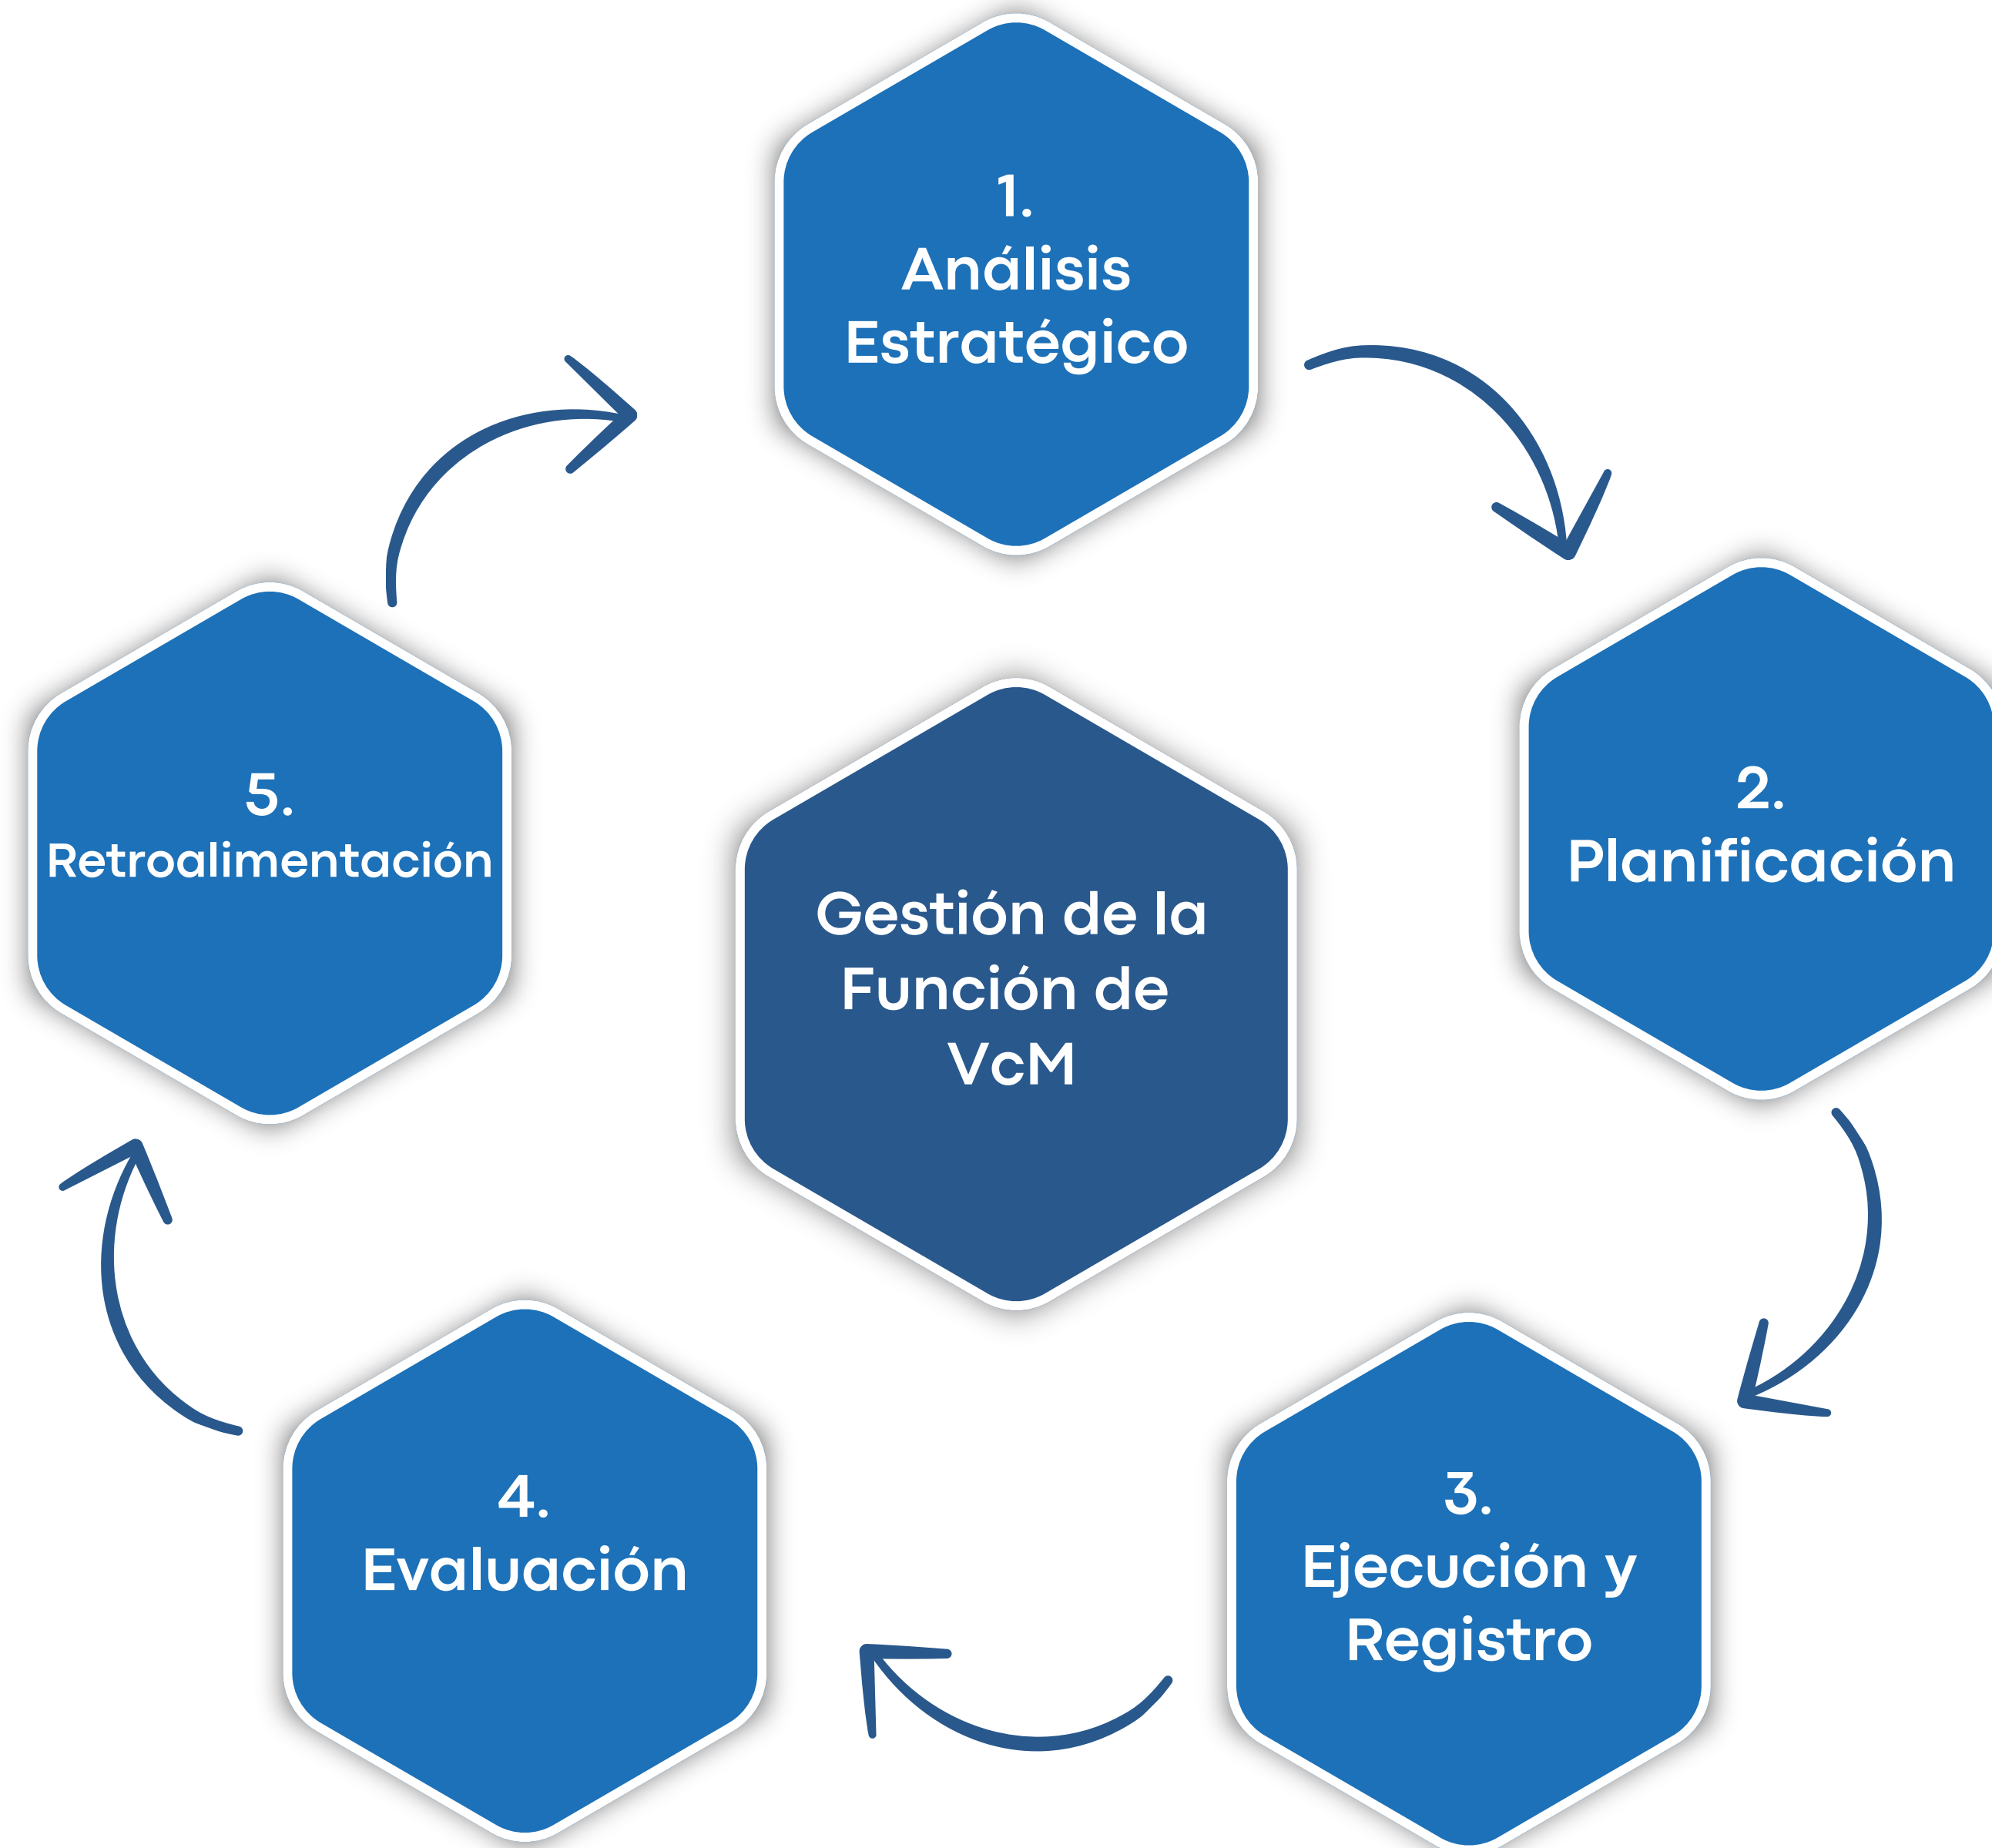 1.
Análisis
Estratégico
2.
Planificación
3.
Ejecución y
Registro
4.
Evaluación
5.
Retroalimentación
Gestión de la
Función de
VcM